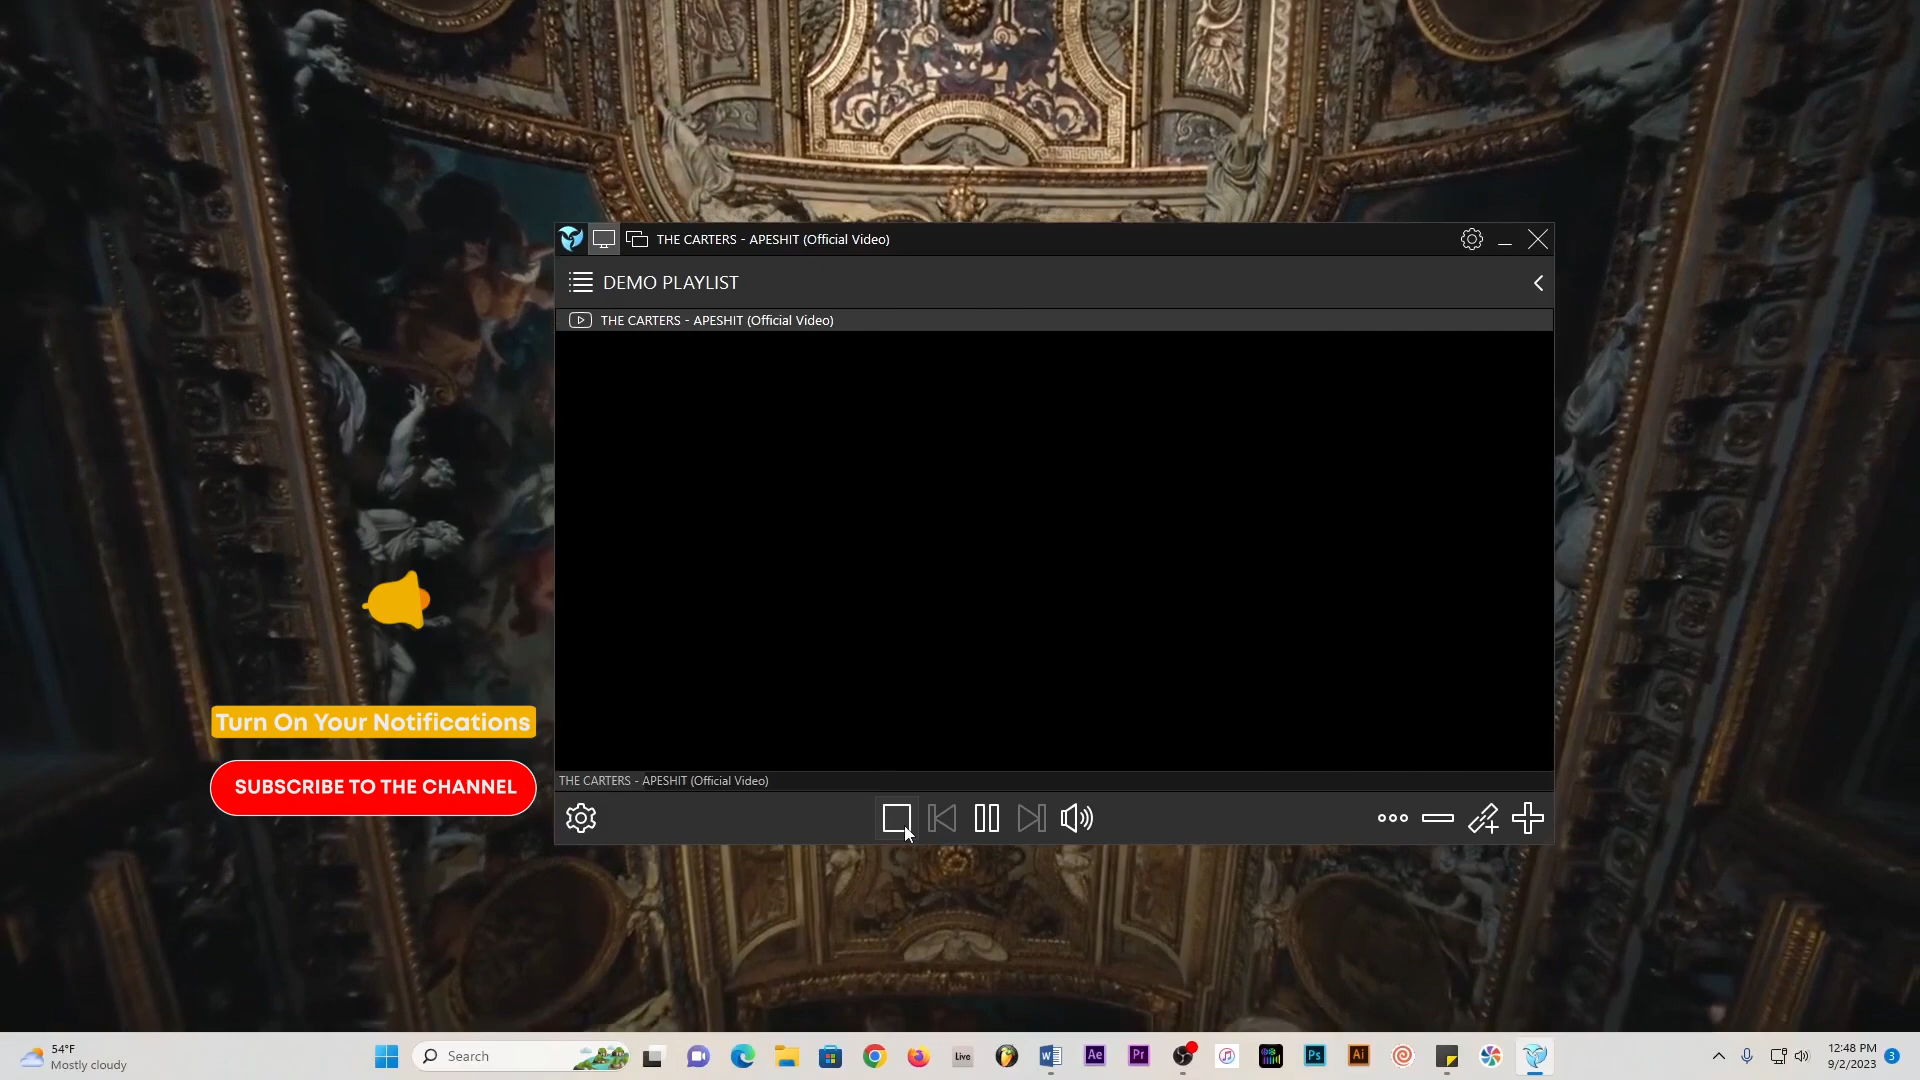 THE CARTERS - APESHIT (Official Video)
DEMO PLAYLIST
THE CARTERS - APESHIT (Official Video)
Turn On Your Notifications
SUBSCRIBE TO THE CHANNEL
THE CARTERS - APESHIT (Official Video)
54°F
Mostly cloudy
Search
Live
Ae
Pr
Ps
Ai
12:48 PM
9/2/2023
3